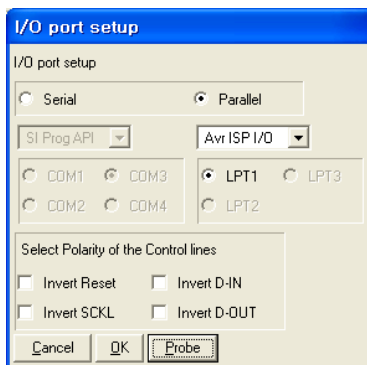 I/O port setup
I/O port setup
Serial Parallel
SI Prog API Avr ISP I/O
COM1 COM3 LPT1 LPT3
COM2 COM4 LPT2
Select Polarity of the Control lines
Invert Reset Invert D-IN
Invert SCKL Invert D-OUT
Cancel OK Probe